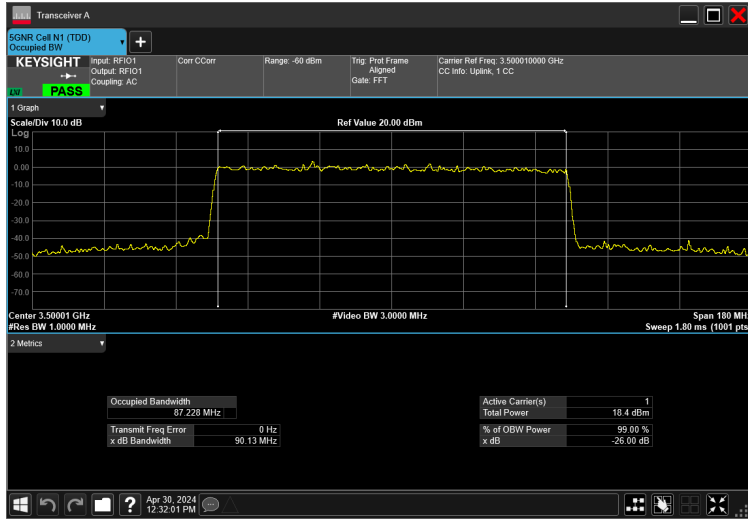 Transceiver A
5GNR Cell N1 (TDD)
Occupied BW
KEYSIGHT
PASS
Input: RFIO1
Output: RFIO1
Coupling: AC
Corr CCorr
Range: -60 dBm
Trig: Prot Frame
Aligned
Gate: FFT
Carrier Ref Freq: 3.500010000 GHz
CC Info: Uplink, 1 CC
1 Graph
Scale/Div 10.0 dB
Ref Value 20.00 dBm
Log
10.0
0.00
-10.0
-20.0
-30.0
-40.0
-50.0
-60.0
-70.0
Center 3.50001 GHz
#Video BW 3.0000 MHz
Span 180 MH
#Res BW 1.0000 MHz
Sweep 1.80 ms (1001 pts
2 Metrics
Occupied Bandwidth
87.228 MHz
Transmit Freq Error 0 Hz
x dB Bandwidth 90.13 MHz
Active Carrier(s) 1
Total Power 18.4 dBm
% of OBW Power 99.00 %
x dB -26.00 dB
?
Apr 30, 2024
12:32:01 PM